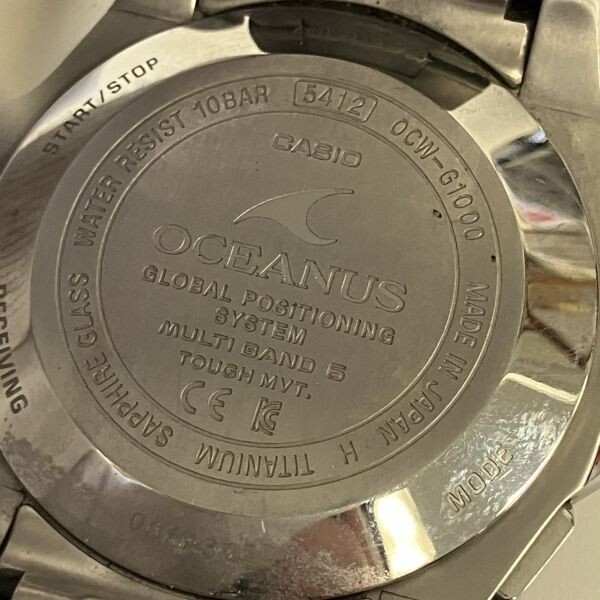 START/STOP
RECEIVING
MODE
WATER RESIST 10BAR 5412 OCW-G1000 MADE IN JAPAN H TITANIUM SAPPHIRE GLASS
CASIO
OCEANUS
GLOBAL POSITIONING
SYSTEM
MULTI BAND 6
TOUGH MVT.
CE